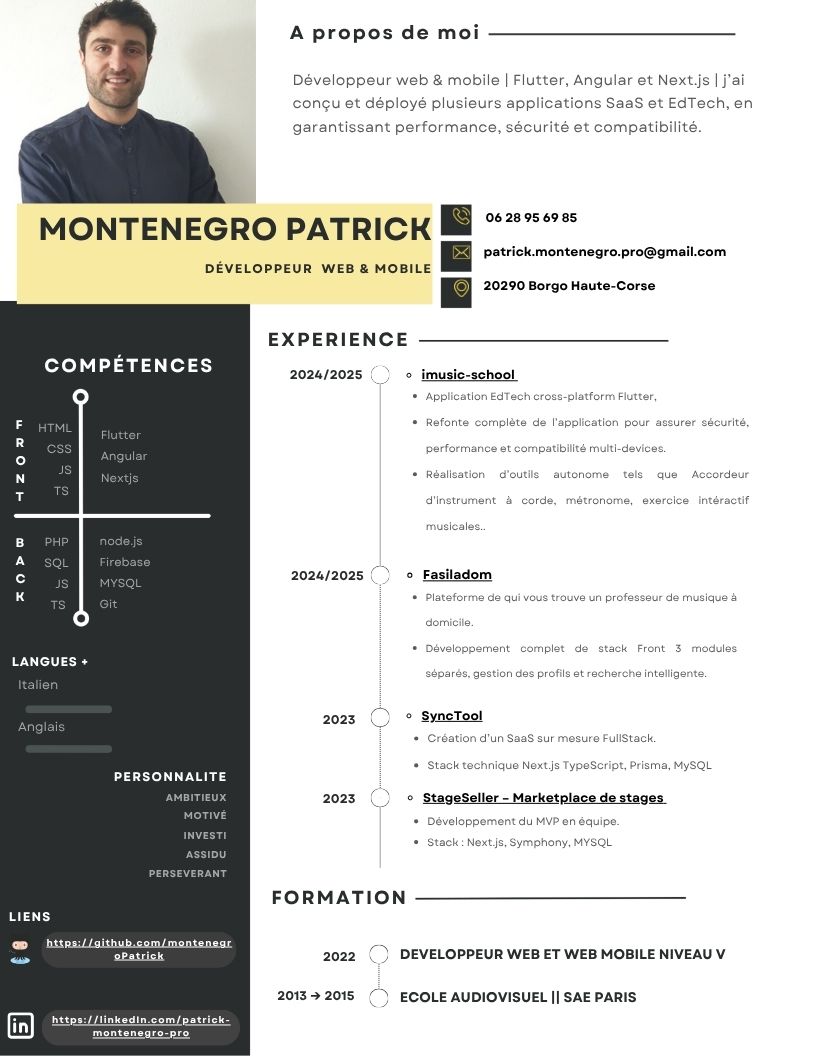 A propos de moi
Développeur web & mobile | Flutter, Angular et Next.js | j’ai
conçu et déployé plusieurs applications SaaS et EdTech, en
garantissant performance, sécurité et compatibilité.
MONTENEGRO PATRICK
DÉVELOPPEUR WEB & MOBILE
06 28 95 69 85
patrick.montenegro.pro@gmail.com
20290 Borgo Haute-Corse
COMPÉTENCES
FRONT
HTML
CSS
JS
TS
Flutter
Angular
Nextjs
BACK
PHP
SQL
JS
TS
node.js
Firebase
MYSQL
Git
LANGUES +
Italien
Anglais
PERSONNALITE
AMBITIEUX
MOTIVÉ
INVESTI
ASSIDU
PERSEVERANT
LIENS
https://github.com/montenegr
oPatrick
https://linkedIn.com/patrick-
montenegro-pro
EXPERIENCE
2024/2025
imusic-school
Application EdTech cross-platform Flutter,
Refonte complète de l’application pour assurer sécurité,
performance et compatibilité multi-devices.
Réalisation d’outils autonome tels que Accordeur
d’instrument à corde, métronome, exercice intéractif
musicales..
2024/2025
Fasiladom
Plateforme de qui vous trouve un professeur de musique à
domicile.
Développement complet de stack Front 3 modules
séparés, gestion des profils et recherche intelligente.
2023
SyncTool
Création d’un SaaS sur mesure FullStack.
Stack technique Next.js TypeScript, Prisma, MySQL
2023
StageSeller – Marketplace de stages
Développement du MVP en équipe.
Stack : Next.js, Symphony, MYSQL
FORMATION
2022
DEVELOPPEUR WEB ET WEB MOBILE NIVEAU V
2013 → 2015
ECOLE AUDIOVISUEL || SAE PARIS